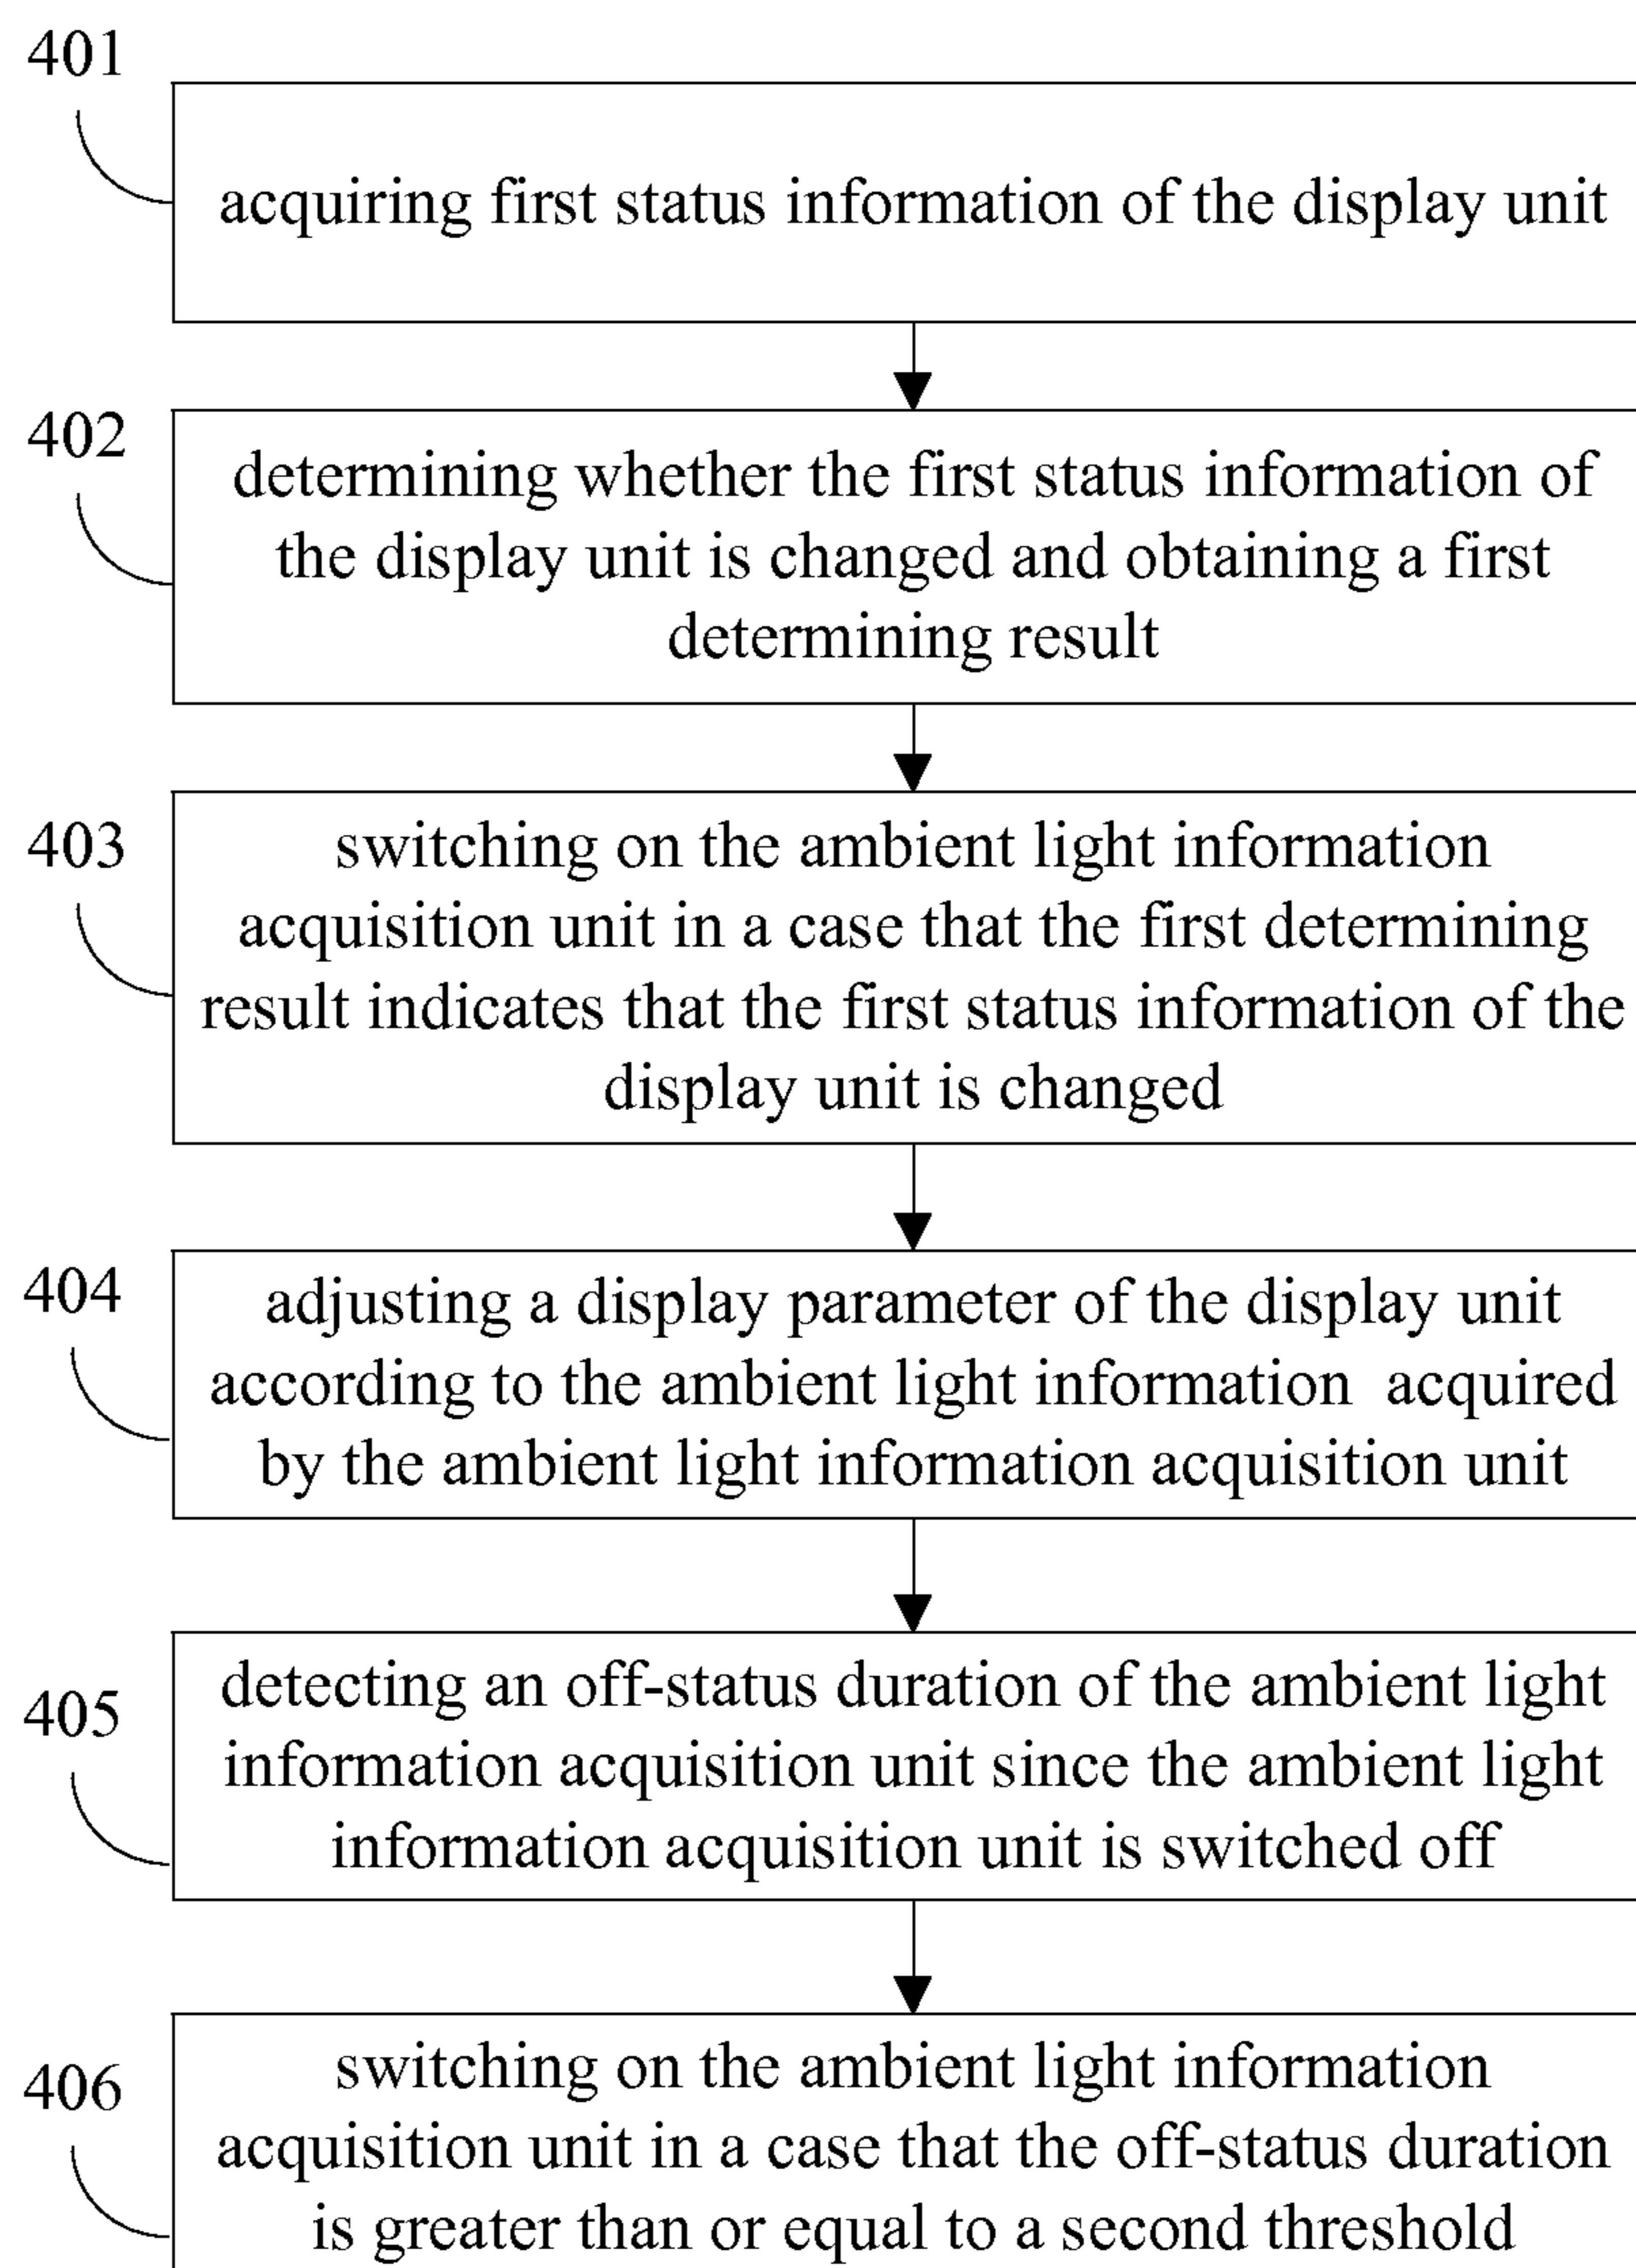 401
acquiring first status information of the display unit
402
determining whether the first status information of
the display unit is changed and obtaining a first
determining result
403
switching on the ambient light information
acquisition unit in a case that the first determining
result indicates that the first status information of the
display unit is changed
404
adjusting a display parameter of the display unit
according to the ambient light information acquired
by the ambient light information acquisition unit
405
detecting an off-status duration of the ambient light
information acquisition unit since the ambient light
information acquisition unit is switched off
406
switching on the ambient light information
acquisition unit in a case that the off-status duration
is greater than or equal to a second threshold